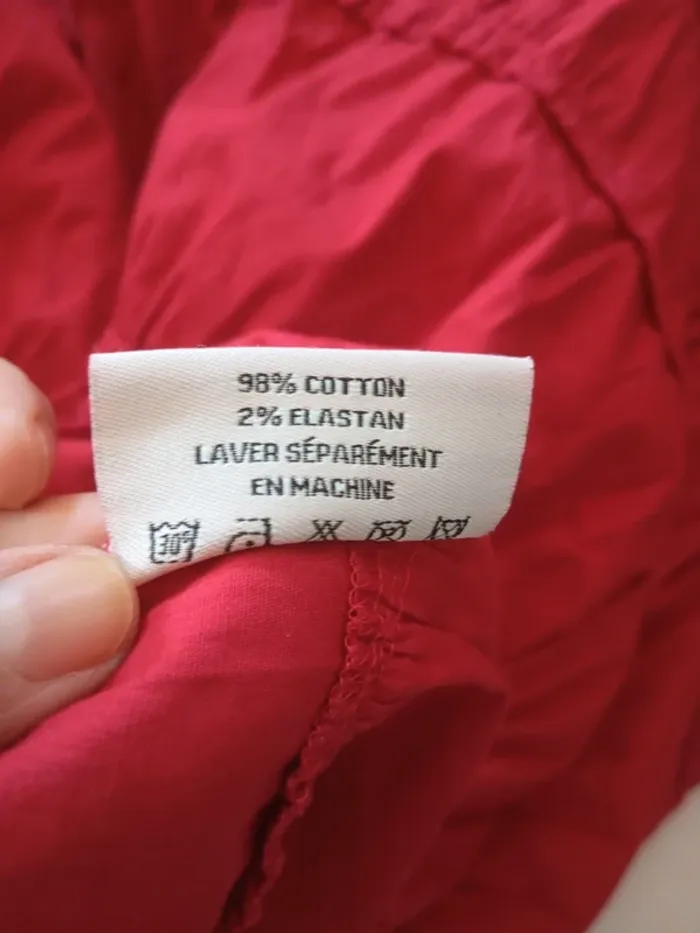 98% COTTON
2% ELASTAN
LAVER SÉPARÉMENT
EN MACHINE
30°